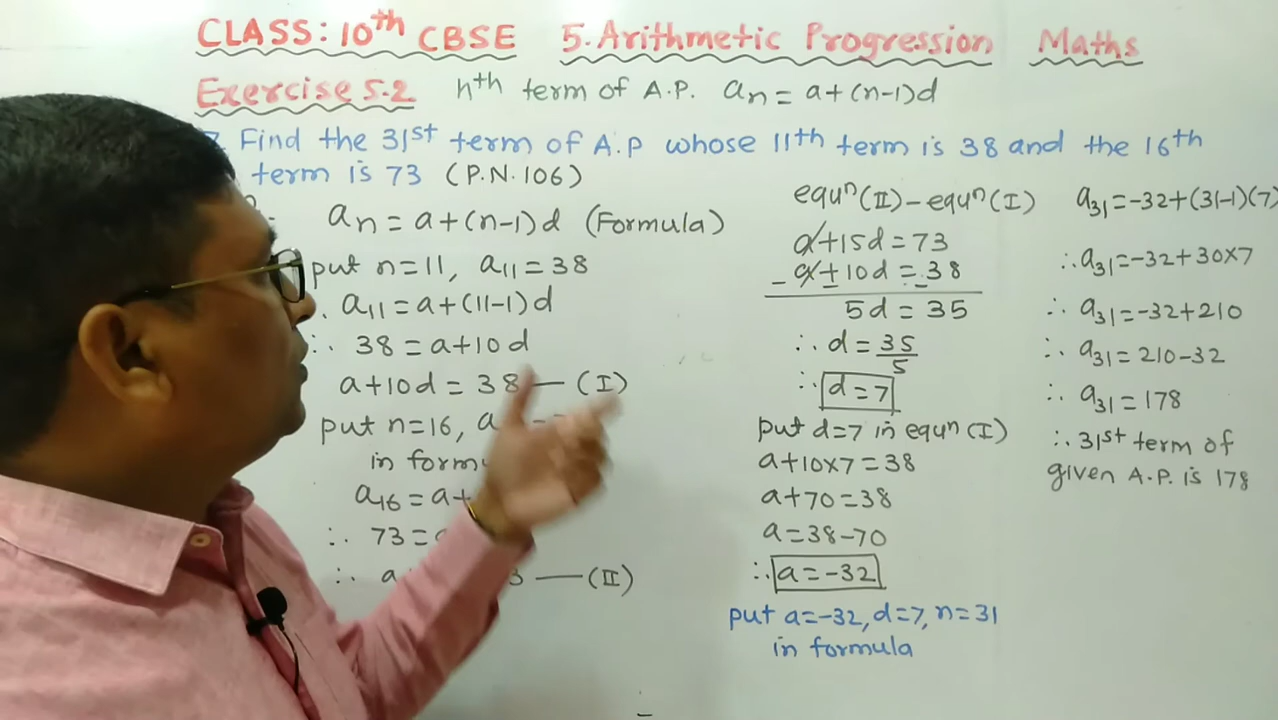 CLASS: 10th CBSE 5. Arithmetic Progression Maths
Exercise 5.2 nth term of A.P. an = a+(n-1)d
7. Find the 31st term of A.P whose 11th term is 38 and the 16th
term is 73 (P.N.106)
an = a+(n-1)d (Formula)
put n=11, a11 = 38
∴ a11 = a+(11-1)d
∴ 38 = a+10d
a+10d = 38 — (I)
put n=16, a
in form
a16 = a+
∴ 73 =
∴ a 3 — (II)
equⁿ(II) - equⁿ(I)
a+15d = 73
- a+10d = 38
5d = 35
∴ d = 35/5
∴ d = 7
put d=7 in equⁿ (I)
a+10x7 = 38
a+70 = 38
a = 38-70
∴ a = -32
put a=-32, d=7, n=31
in formula
a31 = -32+(31-1)(7)
∴ a31 = -32+30x7
∴ a31 = -32+210
∴ a31 = 210-32
∴ a31 = 178
∴ 31st term of
given A.P. is 178